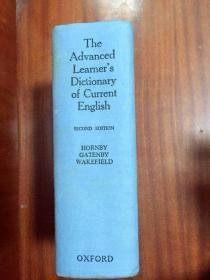 The
Advanced
Learner's
Dictionary
of Current
English
SECOND EDITION
HORNBY
GATENBY
WAKEFIELD
OXFORD